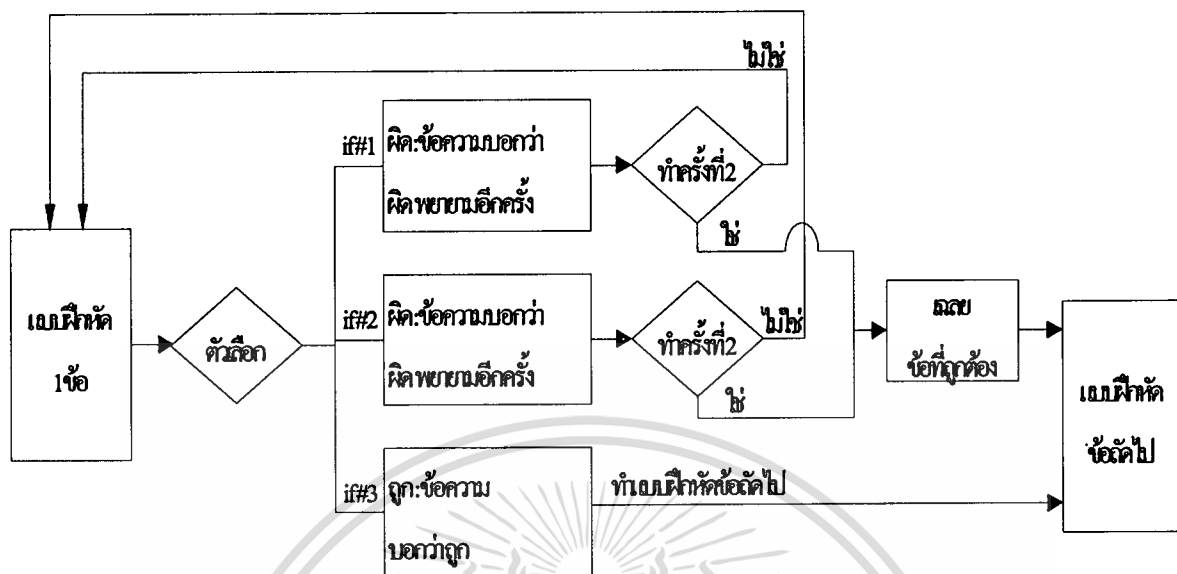 ไม่ใช่
if#1
ผิด:ข้อความบอกว่า
ผิดพยายามอีกครั้ง
ทำครั้งที่2
ใช่
แบบฝึกหัด
1ข้อ
ตัวเลือก
if#2
ผิด:ข้อความบอกว่า
ผิดพยายามอีกครั้ง
ทำครั้งที่2
ไม่ใช่
ใช่
เฉลย
ข้อที่ถูกต้อง
แบบฝึกหัด
ข้อถัดไป
if#3
ถูก:ข้อความ
บอกว่าถูก
ทำแบบฝึกหัดข้อถัดไป